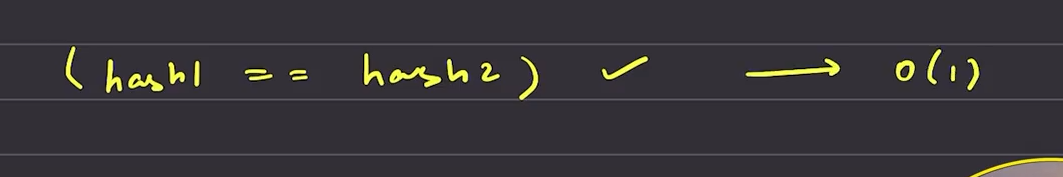 (hash1 == hash2) ✓ → O(1)